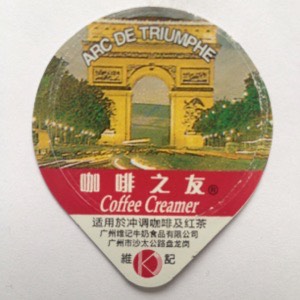 ARC DE TRIUMPHE
咖啡之友®
Coffee Creamer
适用於冲调咖啡及紅茶
广州维记牛奶食品有限公司
广州市沙太公路盘龙岗
維 K 記